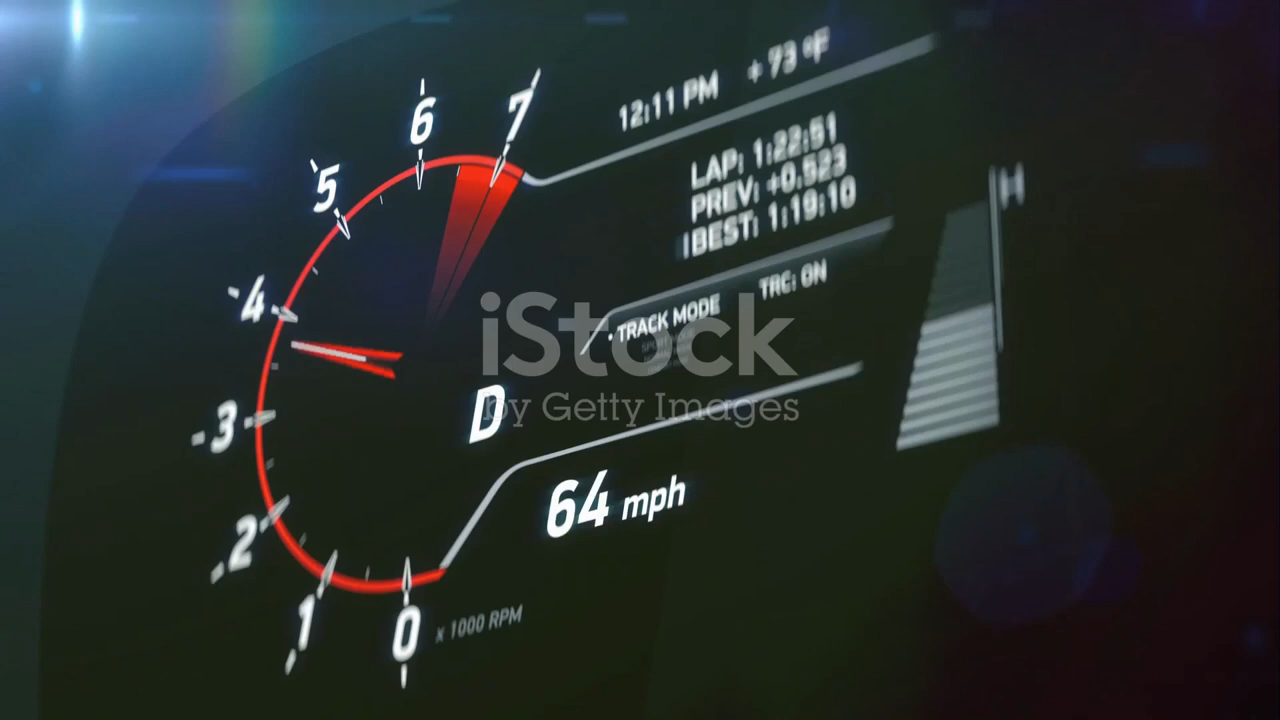 12:11 PM +73 °F
LAP: 1:22:51
PREV: +0.523
BEST: 1:19:10
TRACK MODE TRC: ON
H
7
6
5
4
3
2
1
0
x 1000 RPM
D
64 mph
iStock
by Getty Images